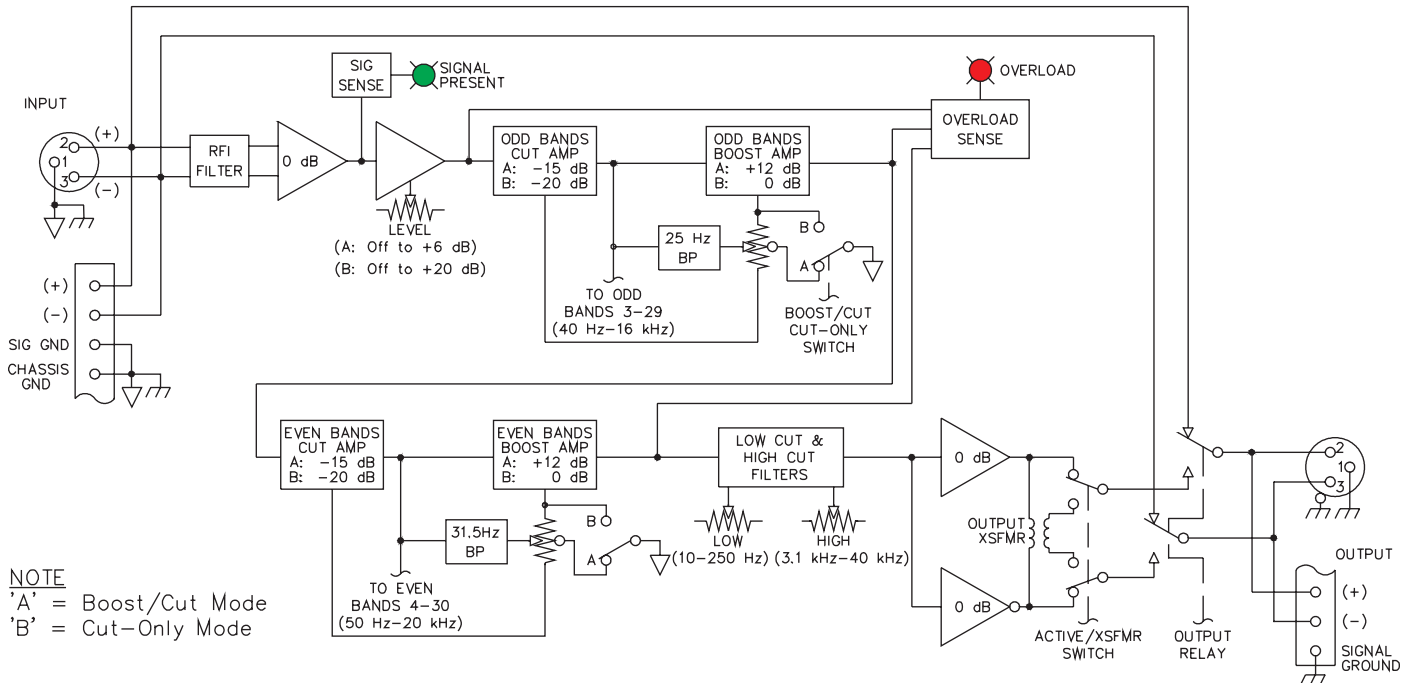 INPUT
2
1
3
(+)
(-)
RFI
FILTER
0 dB
SIG
SENSE
SIGNAL
PRESENT
LEVEL
(A: Off to +6 dB)
(B: Off to +20 dB)
ODD BANDS
CUT AMP
A: -15 dB
B: -20 dB
ODD BANDS
BOOST AMP
A: +12 dB
B: 0 dB
OVERLOAD
OVERLOAD
SENSE
25 Hz
BP
B
A
TO ODD
BANDS 3-29
(40 Hz-16 kHz)
BOOST/CUT
CUT-ONLY
SWITCH
(+)
(-)
SIG GND
CHASSIS
GND
EVEN BANDS
CUT AMP
A: -15 dB
B: -20 dB
EVEN BANDS
BOOST AMP
A: +12 dB
B: 0 dB
31.5Hz
BP
B
A
TO EVEN
BANDS 4-30
(50 Hz-20 kHz)
LOW CUT &
HIGH CUT
FILTERS
LOW
(10-250 Hz)
HIGH
(3.1 kHz-40 kHz)
0 dB
0 dB
OUTPUT
XSFMR
ACTIVE/XSFMR
SWITCH
OUTPUT
RELAY
2
1
3
OUTPUT
(+)
(-)
SIGNAL
GROUND
NOTE
'A' = Boost/Cut Mode
'B' = Cut-Only Mode